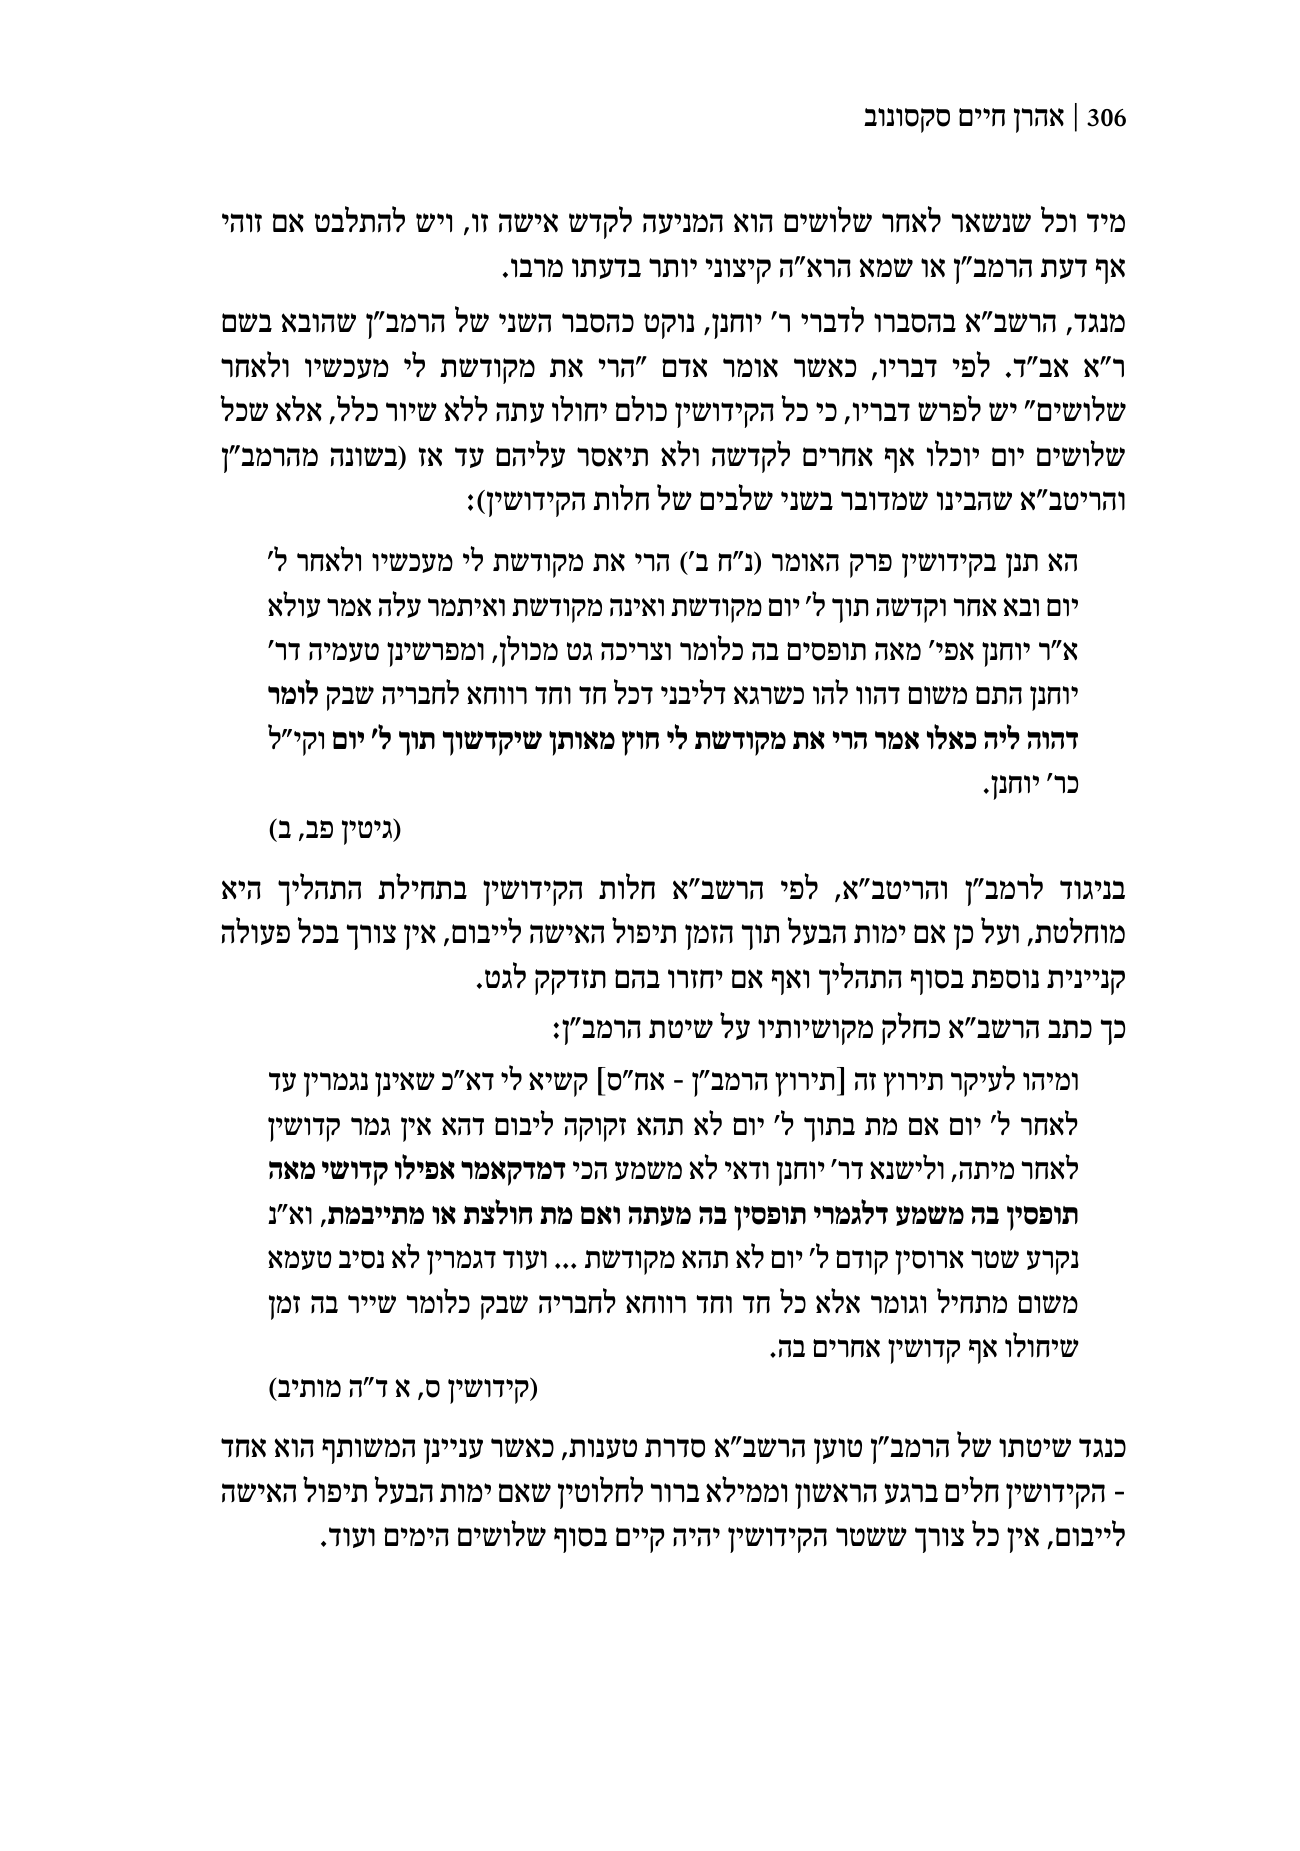 306 | אהרן חיים סקסונוב
מיד וכל שנשאר לאחר שלושים הוא המניעה לקדש אישה זו, ויש להתלבט אם זוהי
אף דעת הרמב"ן או שמא הרא"ה קיצוני יותר בדעתו מרבו.
מנגד, הרשב"א בהסברו לדברי ר' יוחנן, נוקט כהסבר השני של הרמב"ן שהובא בשם
ר"א אב"ד. לפי דבריו, כאשר אומר אדם "הרי את מקודשת לי מעכשיו ולאחר
שלושים" יש לפרש דבריו, כי כל הקידושין כולם יחולו עתה ללא שיור כלל, אלא שכל
שלושים יום יוכלו אף אחרים לקדשה ולא תיאסר עליהם עד אז (בשונה מהרמב"ן
והריטב"א שהבינו שמדובר בשני שלבים של חלות הקידושין):
הא תנן בקידושין פרק האומר (נ"ח ב') הרי את מקודשת לי מעכשיו ולאחר ל'
יום ובא אחר וקדשה תוך ל' יום מקודשת ואינה מקודשת ואיתמר עלה אמר עולא
א"ר יוחנן אפי' מאה תופסים בה כלומר וצריכה גט מכולן, ומפרשינן טעמיה דר'
יוחנן התם משום דהוו להו כשרגא דליבני דכל חד וחד רווחא לחבריה שבק לומר
דהוה ליה כאלו אמר הרי את מקודשת לי חוץ מאותן שיקדשוך תוך ל' יום וקי"ל
כר' יוחנן.
(גיטין פב, ב)
בניגוד לרמב"ן והריטב"א, לפי הרשב"א חלות הקידושין בתחילת התהליך היא
מוחלטת, ועל כן אם ימות הבעל תוך הזמן תיפול האישה לייבום, אין צורך בכל פעולה
קניינית נוספת בסוף התהליך ואף אם יחזרו בהם תזדקק לגט.
כך כתב הרשב"א כחלק מקושיותיו על שיטת הרמב"ן:
ומיהו לעיקר תירוץ זה [תירוץ הרמב"ן - אח"ס] קשיא לי דא"כ שאינן נגמרין עד
לאחר ל' יום אם מת בתוך ל' יום לא תהא זקוקה ליבום דהא אין גמר קדושין
לאחר מיתה, ולישנא דר' יוחנן ודאי לא משמע הכי דמדקאמר אפילו קדושי מאה
תופסין בה משמע דלגמרי תופסין בה מעתה ואם מת חולצת או מתייבמת, וא"נ
נקרע שטר ארוסין קודם ל' יום לא תהא מקודשת ... ועוד דגמרין לא נסיב טעמא
משום מתחיל וגומר אלא כל חד וחד רווחא לחבריה שבק כלומר שייר בה זמן
שיחולו אף קדושין אחרים בה.
(קידושין ס, א ד"ה מותיב)
כנגד שיטתו של הרמב"ן טוען הרשב"א סדרת טענות, כאשר עניינן המשותף הוא אחד
- הקידושין חלים ברגע הראשון וממילא ברור לחלוטין שאם ימות הבעל תיפול האישה
לייבום, אין כל צורך ששטר הקידושין יהיה קיים בסוף שלושים הימים ועוד.